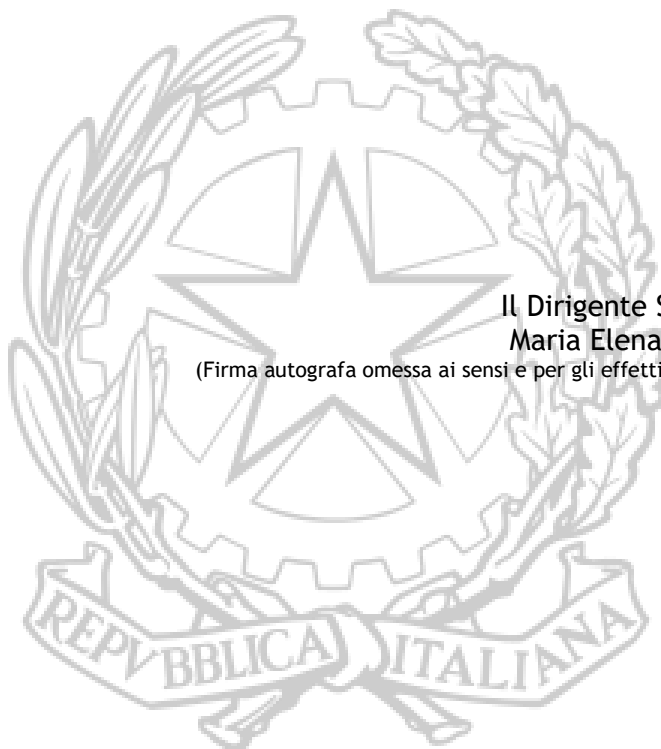 Il Dirigente S
Maria Elena
(Firma autografa omessa ai sensi e per gli effetti
REPVBBLICA ITALIANA